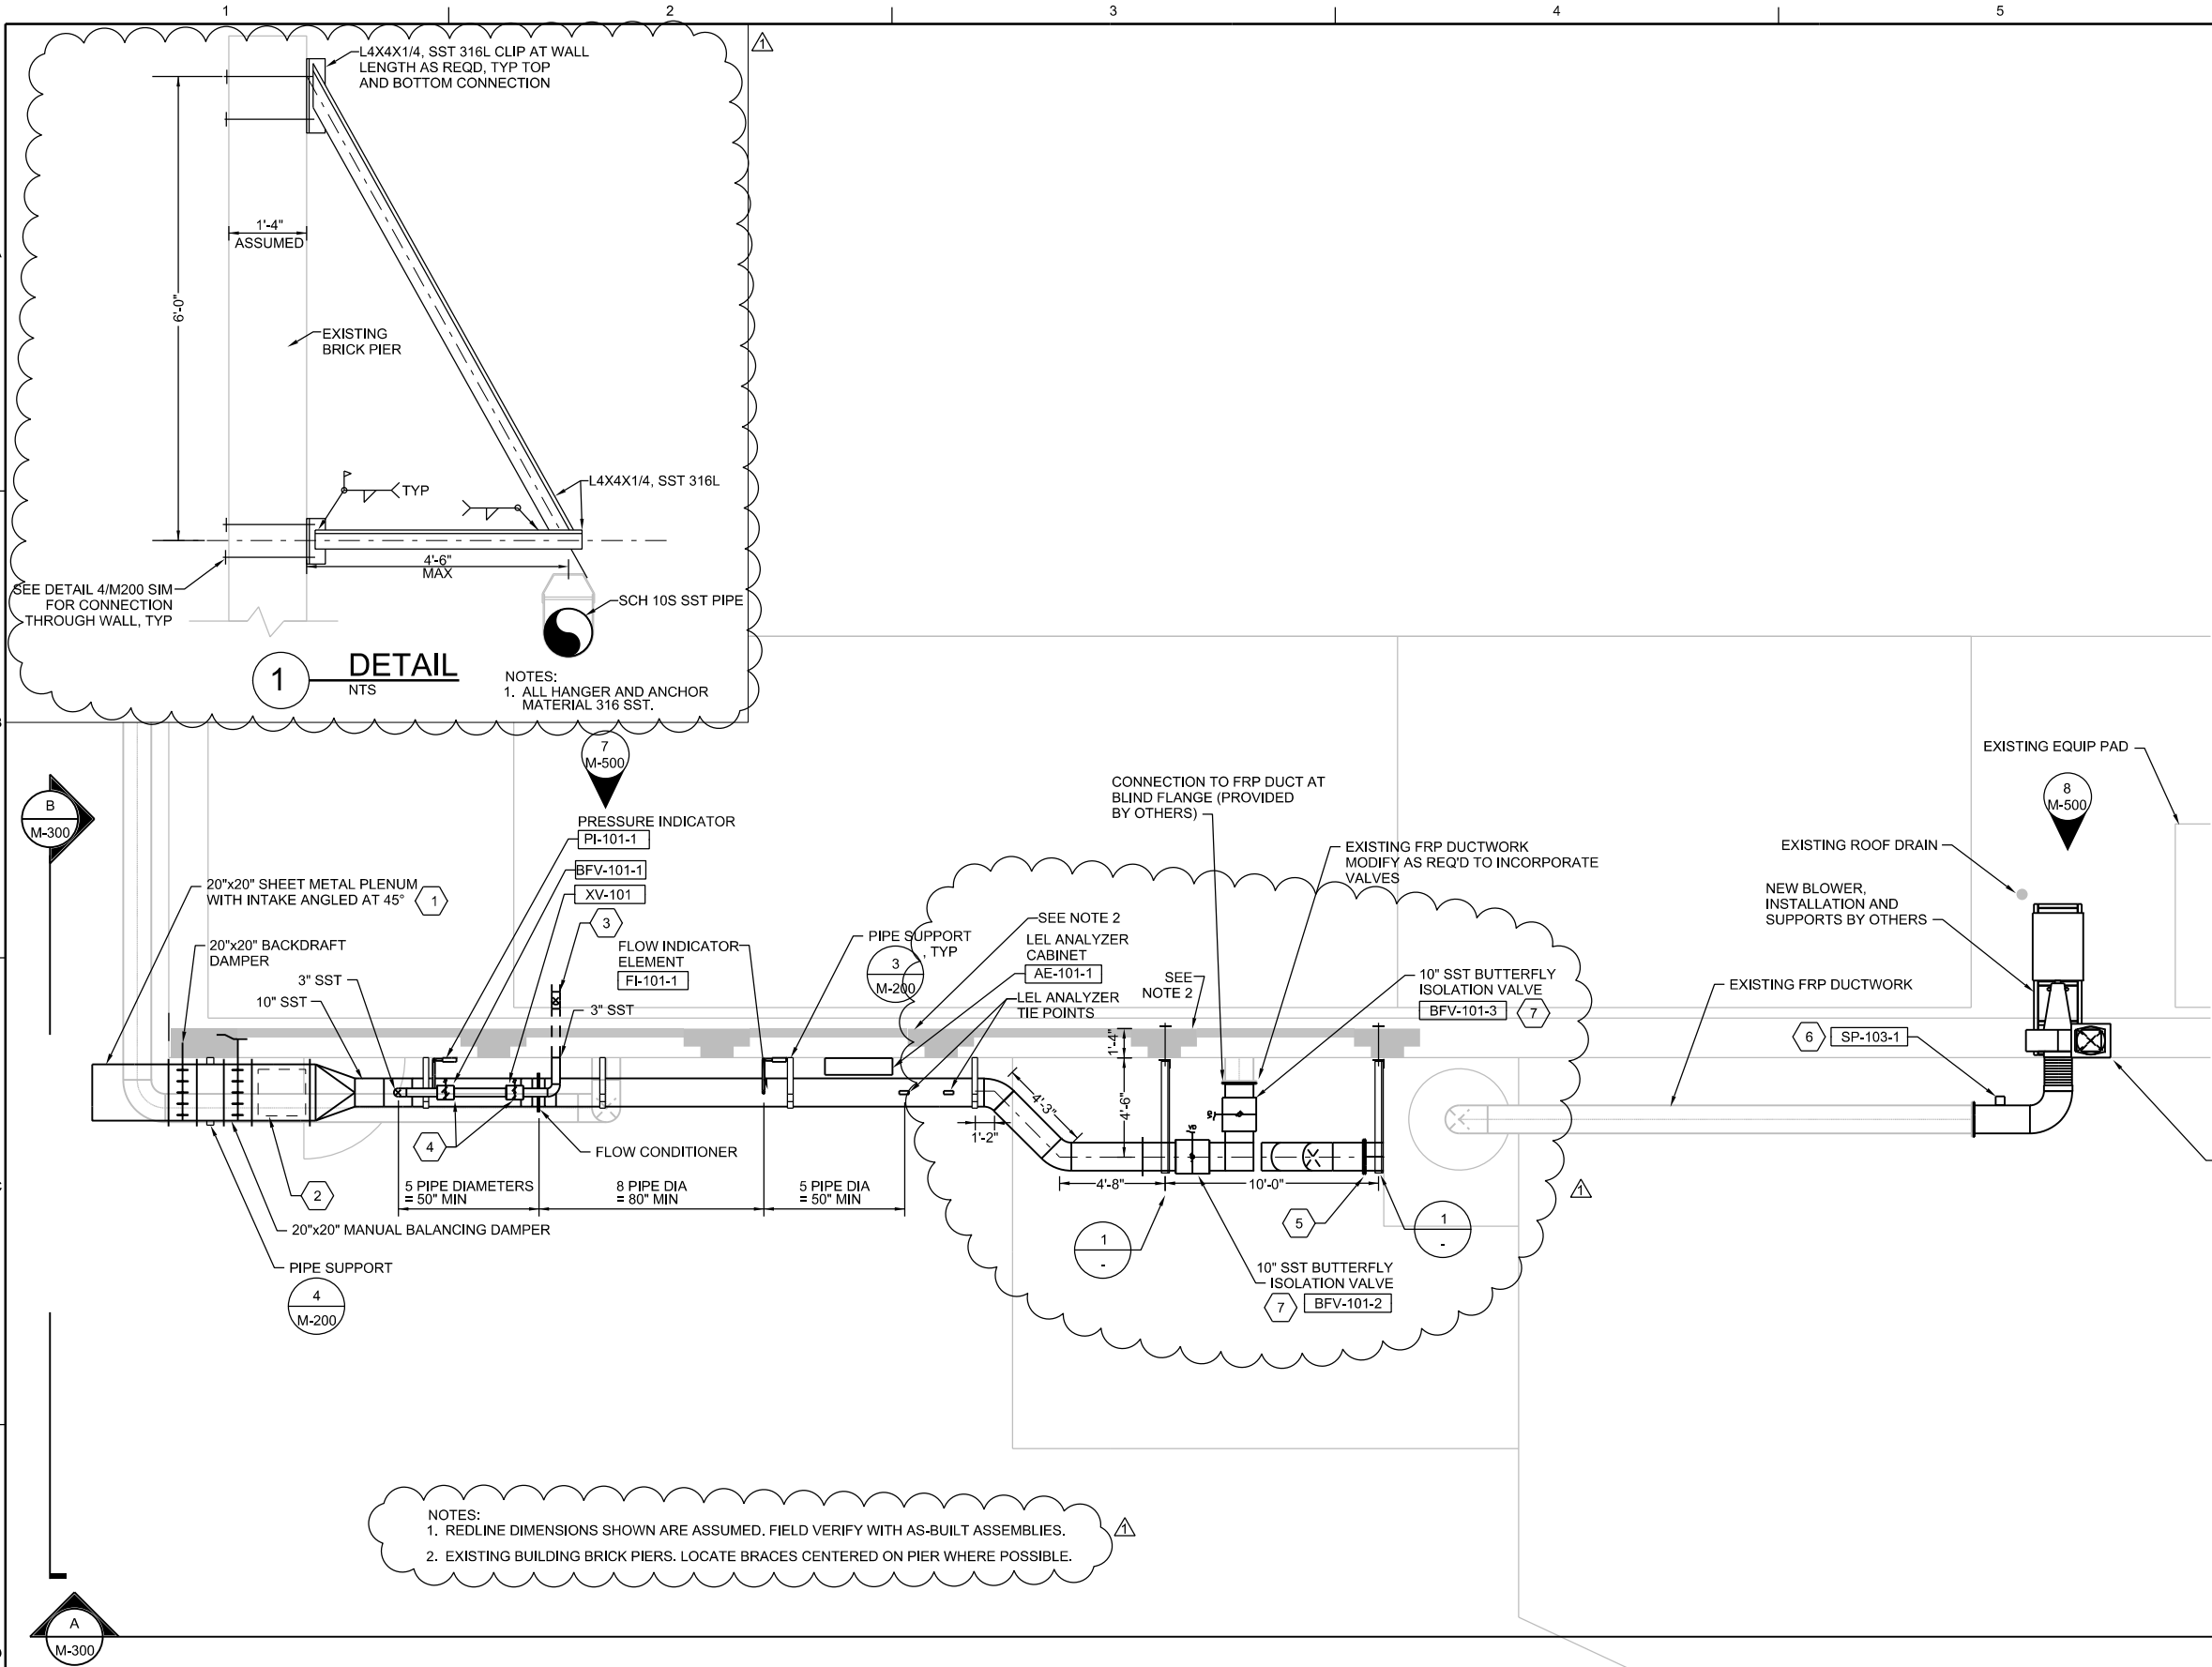 1
2
3
4
5
L4X4X1/4, SST 316L CLIP AT WALL
LENGTH AS REQD, TYP TOP
AND BOTTOM CONNECTION
1
1'-4"
ASSUMED
6'-0"
EXISTING
BRICK PIER
TYP
L4X4X1/4, SST 316L
4'-6"
MAX
SEE DETAIL 4/M200 SIM
FOR CONNECTION
THROUGH WALL, TYP
SCH 10S SST PIPE
1
DETAIL
NTS
NOTES:
1. ALL HANGER AND ANCHOR
MATERIAL 316 SST.
7
M-500
EXISTING EQUIP PAD
8
M-500
B
M-300
CONNECTION TO FRP DUCT AT
BLIND FLANGE (PROVIDED
BY OTHERS)
PRESSURE INDICATOR
PI-101-1
BFV-101-1
XV-101
3
EXISTING FRP DUCTWORK
MODIFY AS REQ'D TO INCORPORATE
VALVES
EXISTING ROOF DRAIN
20"x20" SHEET METAL PLENUM
WITH INTAKE ANGLED AT 45°
1
NEW BLOWER,
INSTALLATION AND
SUPPORTS BY OTHERS
SEE NOTE 2
20"x20" BACKDRAFT
DAMPER
FLOW INDICATOR
ELEMENT
FI-101-1
PIPE SUPPORT
, TYP
3
M-200
LEL ANALYZER
CABINET
AE-101-1
LEL ANALYZER
TIE POINTS
SEE
NOTE 2
10" SST BUTTERFLY
ISOLATION VALVE
BFV-101-3
7
EXISTING FRP DUCTWORK
3" SST
10" SST
3" SST
6
SP-103-1
1'-4"
4'-6"
4'-3"
1'-2"
4
FLOW CONDITIONER
5 PIPE DIAMETERS
= 50" MIN
8 PIPE DIA
= 80" MIN
5 PIPE DIA
= 50" MIN
4'-8"
10'-0"
1
2
20"x20" MANUAL BALANCING DAMPER
5
1
-
1
-
PIPE SUPPORT
4
M-200
10" SST BUTTERFLY
ISOLATION VALVE
7
BFV-101-2
NOTES:
1. REDLINE DIMENSIONS SHOWN ARE ASSUMED. FIELD VERIFY WITH AS-BUILT ASSEMBLIES.
2. EXISTING BUILDING BRICK PIERS. LOCATE BRACES CENTERED ON PIER WHERE POSSIBLE.
1
A
M-300